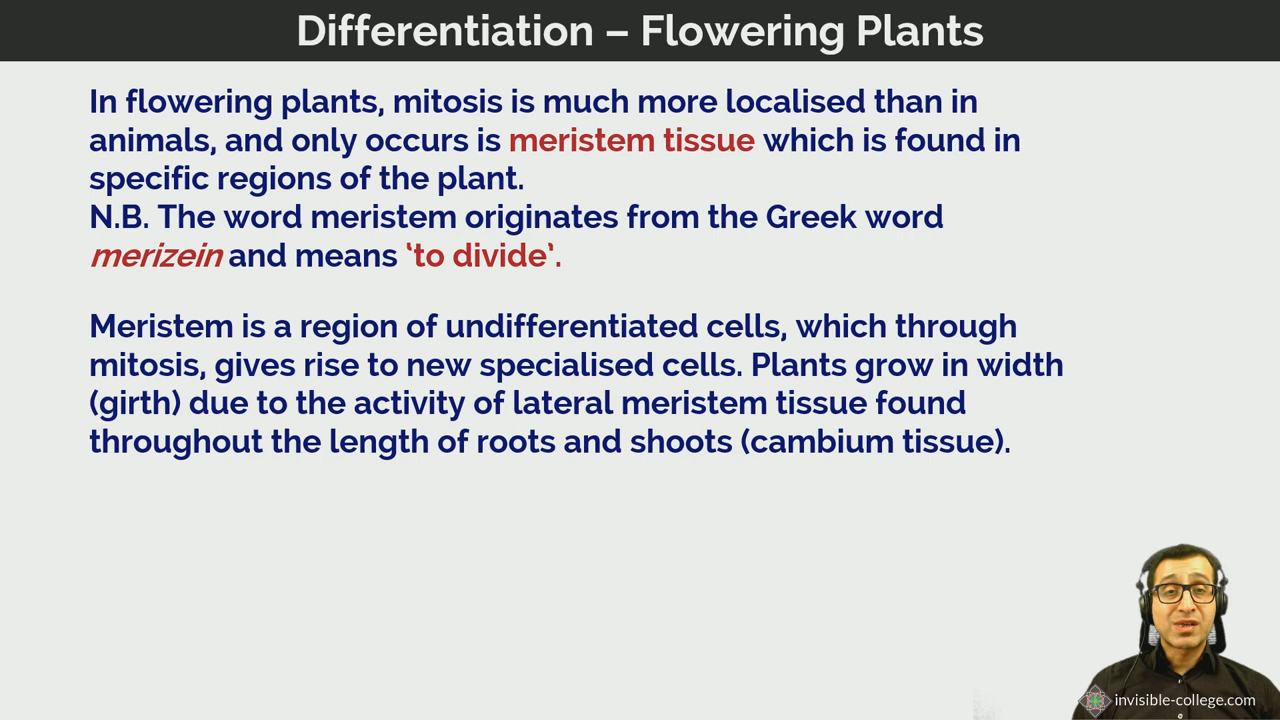 Differentiation – Flowering Plants
In flowering plants, mitosis is much more localised than in
animals, and only occurs is meristem tissue which is found in
specific regions of the plant.
N.B. The word meristem originates from the Greek word
merizein and means ‘to divide’.
Meristem is a region of undifferentiated cells, which through
mitosis, gives rise to new specialised cells. Plants grow in width
(girth) due to the activity of lateral meristem tissue found
throughout the length of roots and shoots (cambium tissue).
invisible-college.com